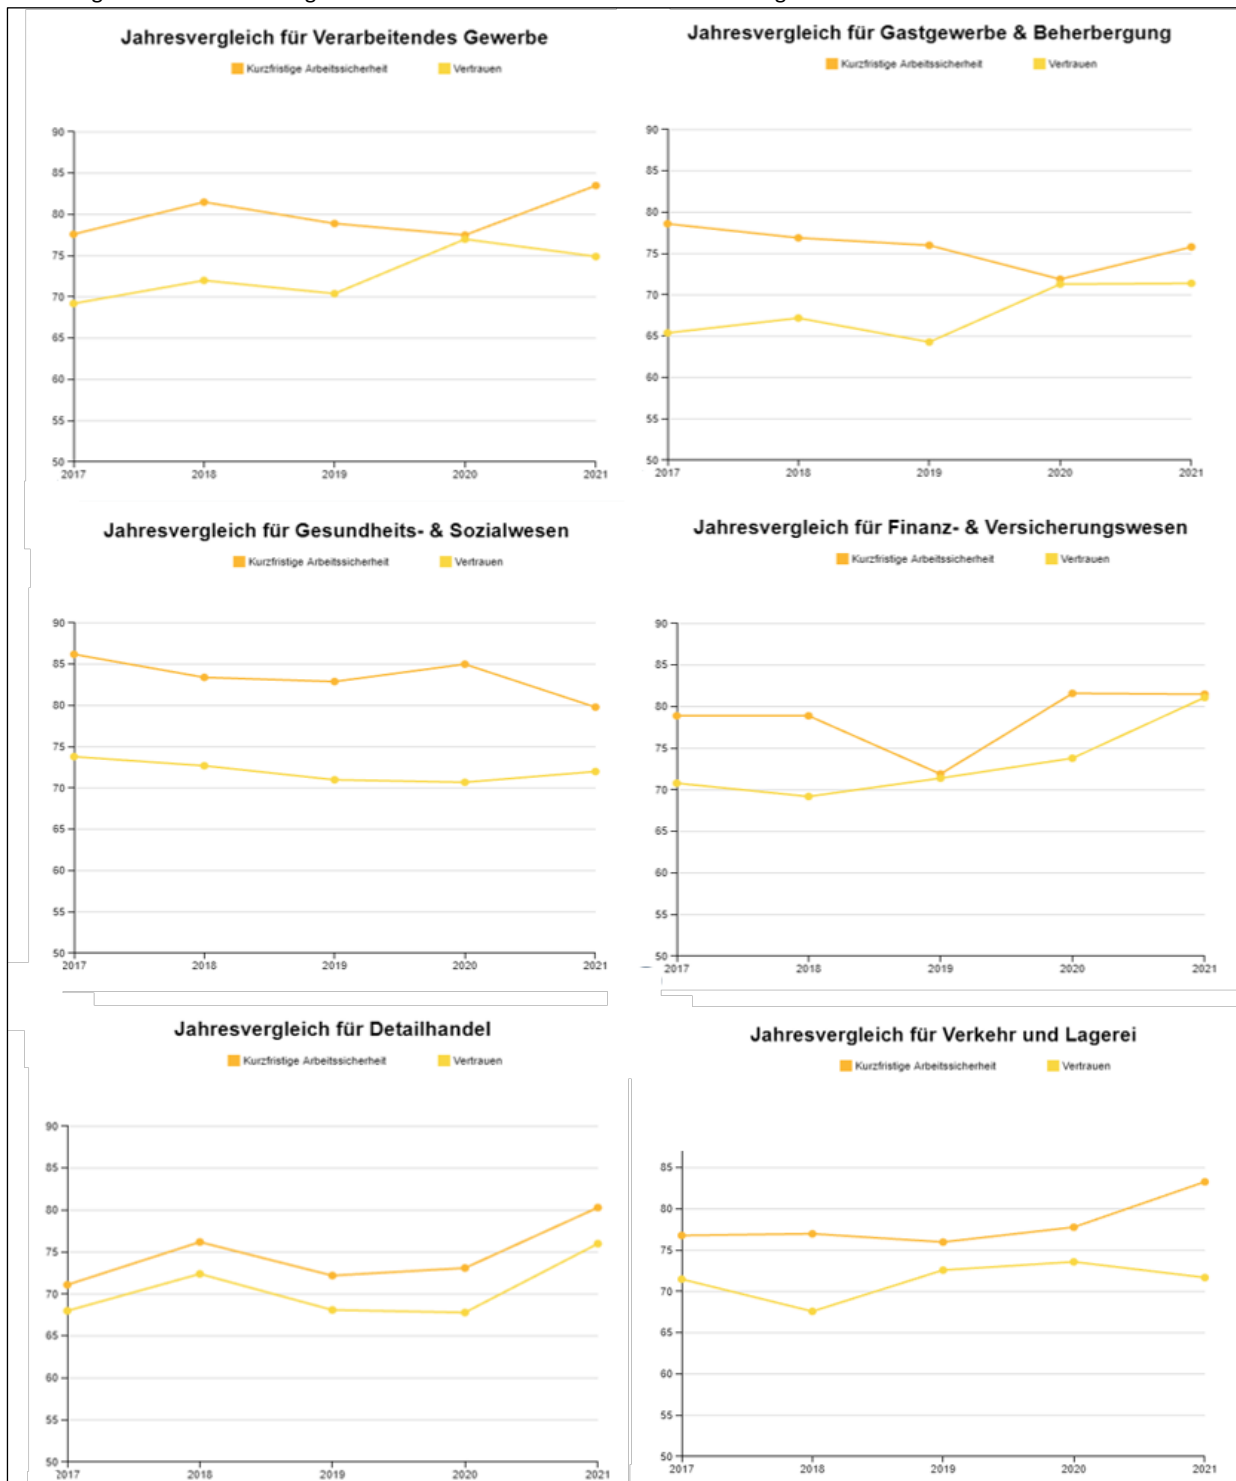 Jahresvergleich für Verarbeitendes Gewerbe
Kurzfristige Arbeitssicherheit Vertrauen
90
85
80
75
70
65
60
55
50
2017 2018 2019 2020 2021
Jahresvergleich für Gastgewerbe & Beherbergung
Kurzfristige Arbeitssicherheit Vertrauen
90
85
80
75
70
65
60
55
50
2017 2018 2019 2020 2021
Jahresvergleich für Gesundheits- & Sozialwesen
Kurzfristige Arbeitssicherheit Vertrauen
90
85
80
75
70
65
60
55
50
2017 2018 2019 2020 2021
Jahresvergleich für Finanz- & Versicherungswesen
Kurzfristige Arbeitssicherheit Vertrauen
90
85
80
75
70
65
60
55
50
2017 2018 2019 2020 2021
Jahresvergleich für Detailhandel
Kurzfristige Arbeitssicherheit Vertrauen
90
85
80
75
70
65
60
55
50
2017 2018 2019 2020 2021
Jahresvergleich für Verkehr und Lagerei
Kurzfristige Arbeitssicherheit Vertrauen
85
80
75
70
65
60
55
50
2017 2018 2019 2020 2021